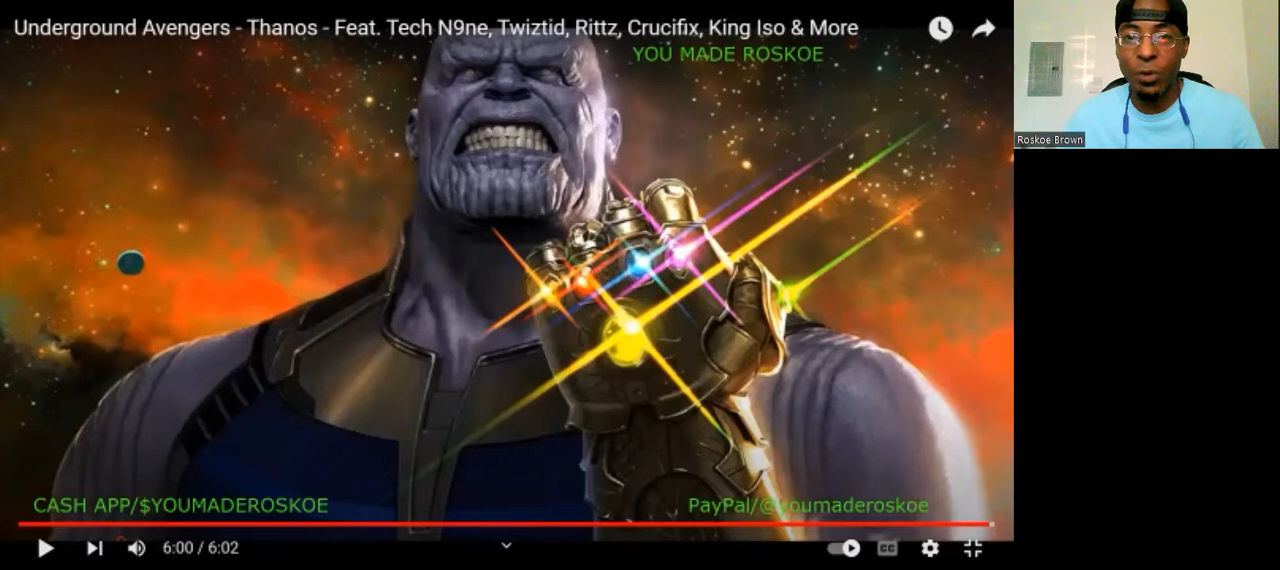 Underground Avengers - Thanos - Feat. Tech N9ne, Twiztid, Rittz, Crucifix, King Iso & More
YOU MADE ROSKOE
Roskoe Brown
CASH APP/$YOUMADEROSKOE
PayPal/@youmaderoskoe
6:00 / 6:02
CC